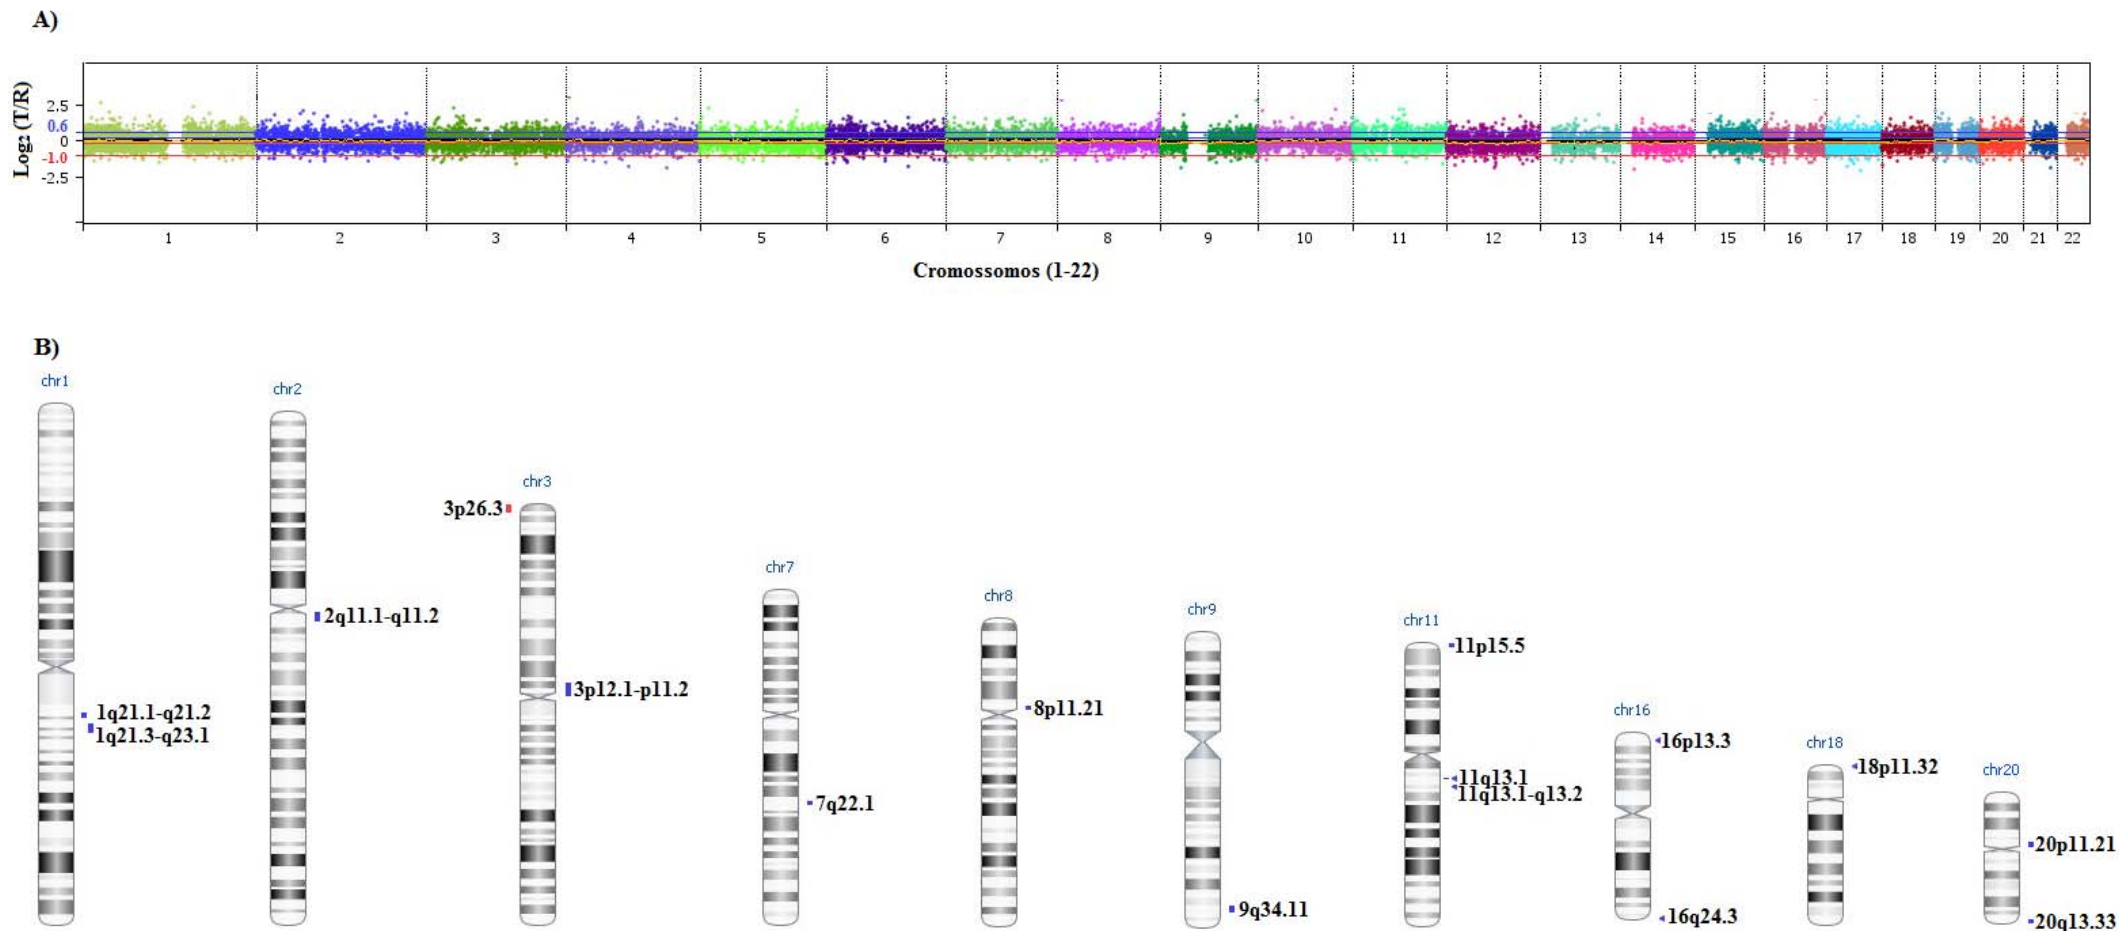 A)
Log₂ (T/R)
2.5
0.6
0
-1.0
-2.5
1 2 3 4 5 6 7 8 9 10 11 12 13 14 15 16 17 18 19 20 21 22
Cromossomos (1-22)
B)
chr1
1q21.1-q21.2
1q21.3-q23.1
chr2
2q11.1-q11.2
chr3
3p26.3
3p12.1-p11.2
chr7
7q22.1
chr8
8p11.21
chr9
9q34.11
chr11
11p15.5
11q13.1
11q13.1-q13.2
chr16
16p13.3
16q24.3
chr18
18p11.32
chr20
20p11.21
20q13.33